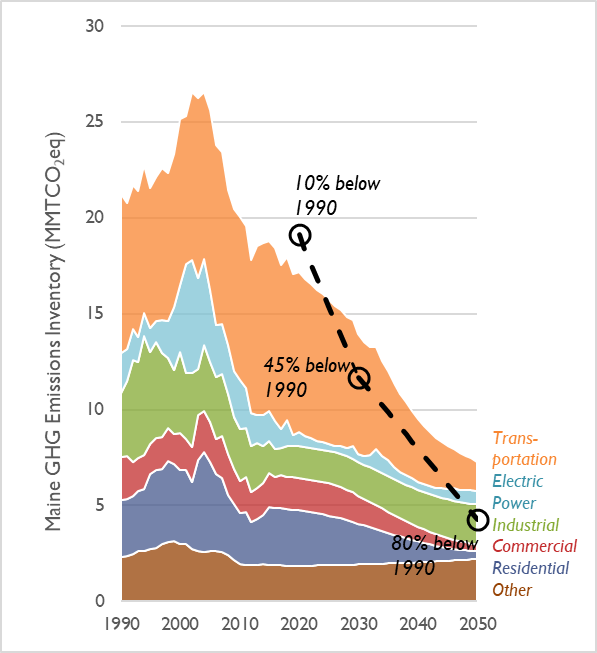 30
25
20
15
10
5
0
Maine GHG Emissions Inventory (MMTCO2eq)
10% below
1990
45% below
1990
80% below
1990
Trans-
portation
Electric
Power
Industrial
Commercial
Residential
Other
1990 2000 2010 2020 2030 2040 2050